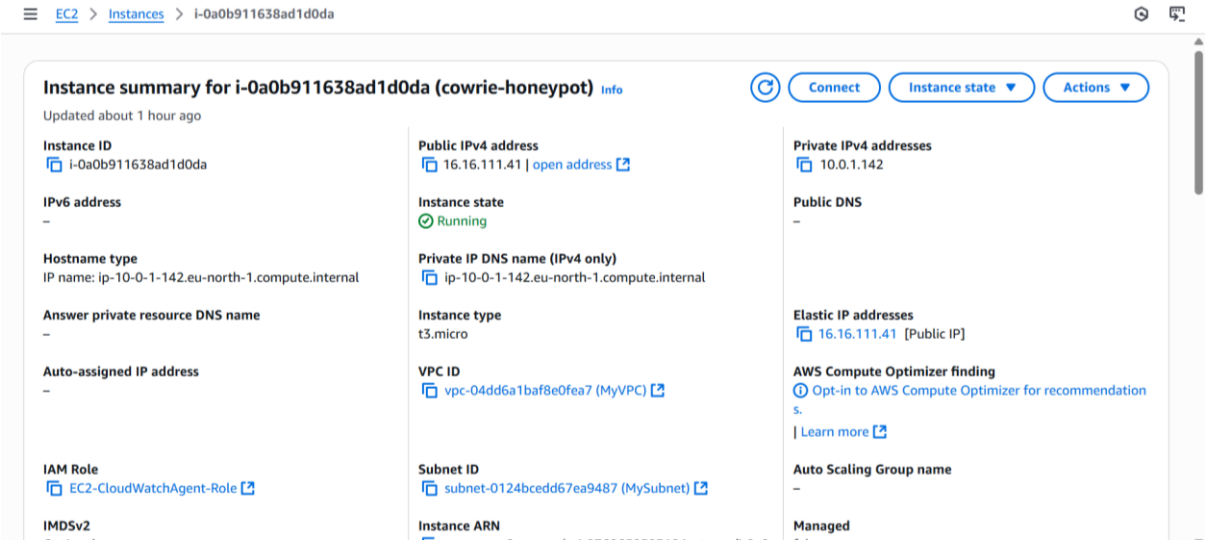 EC2 > Instances > i-0a0b911638ad1d0da
Instance summary for i-0a0b911638ad1d0da (cowrie-honeypot) Info
Connect
Instance state
Actions
Updated about 1 hour ago
Instance ID
i-0a0b911638ad1d0da
Public IPv4 address
16.16.111.41 | open address
Private IPv4 addresses
10.0.1.142
IPv6 address
–
Instance state
Running
Public DNS
–
Hostname type
IP name: ip-10-0-1-142.eu-north-1.compute.internal
Private IP DNS name (IPv4 only)
ip-10-0-1-142.eu-north-1.compute.internal
Answer private resource DNS name
–
Instance type
t3.micro
Elastic IP addresses
16.16.111.41 [Public IP]
Auto-assigned IP address
–
VPC ID
vpc-04dd6a1baf8e0fea7 (MyVPC)
AWS Compute Optimizer finding
Opt-in to AWS Compute Optimizer for recommendation
s.
| Learn more
IAM Role
EC2-CloudWatchAgent-Role
Subnet ID
subnet-0124bcedd67ea9487 (MySubnet)
Auto Scaling Group name
–
IMDSv2
Instance ARN
Managed